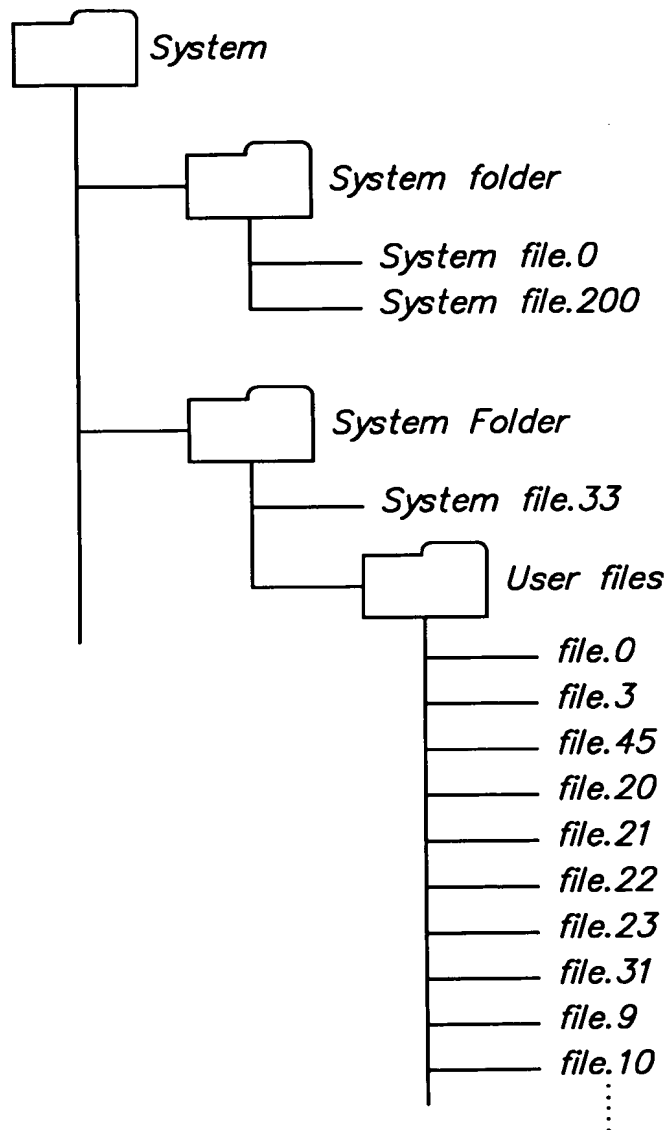 System
System folder
System file.0
System file.200
System Folder
System file.33
User files
file.0
file.3
file.45
file.20
file.21
file.22
file.23
file.31
file.9
file.10